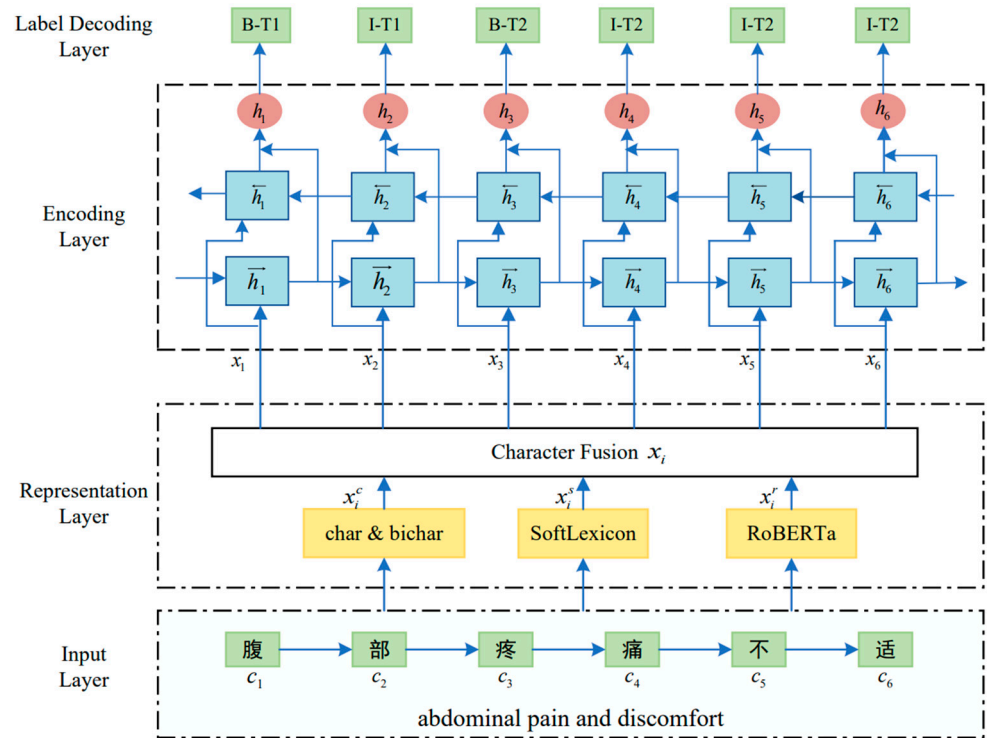 Label Decoding
Layer
B-T1 I-T1 B-T2 I-T2 I-T2 I-T2
h₁ h₂ h₃ h₄ h₅ h₆
Encoding
Layer
←h₁ ←h₂ ←h₃ ←h₄ ←h₅ ←h₆
→h₁ →h₂ →h₃ →h₄ →h₅ →h₆
x₁ x₂ x₃ x₄ x₅ x₆
Representation
Layer
Character Fusion xᵢ
xᵢᶜ xᵢˢ xᵢʳ
char & bichar SoftLexicon RoBERTa
Input
Layer
腹 部 疼 痛 不 适
c₁ c₂ c₃ c₄ c₅ c₆
abdominal pain and discomfort